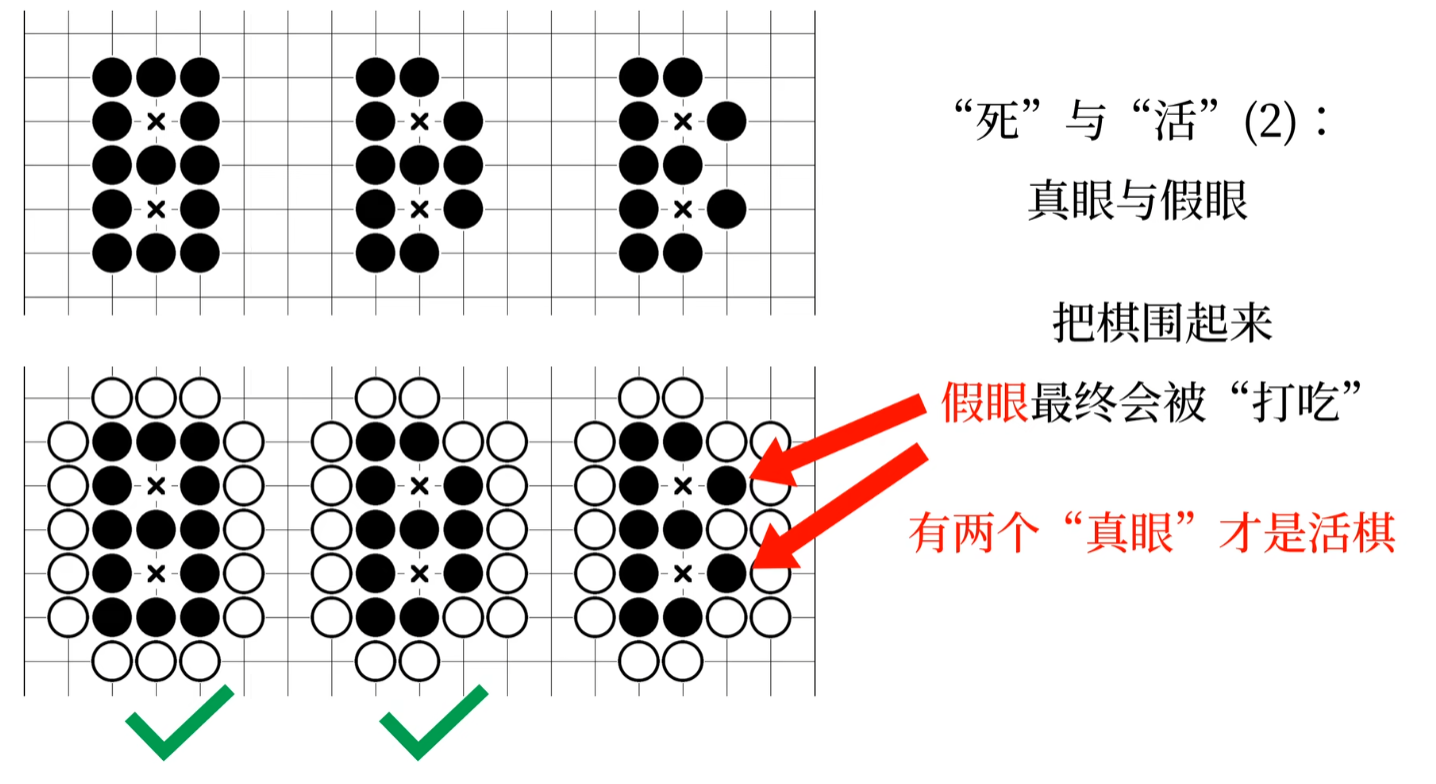 “死”与“活”(2)：
真眼与假眼
把棋围起来
假眼最终会被“打吃”
有两个“真眼”才是活棋